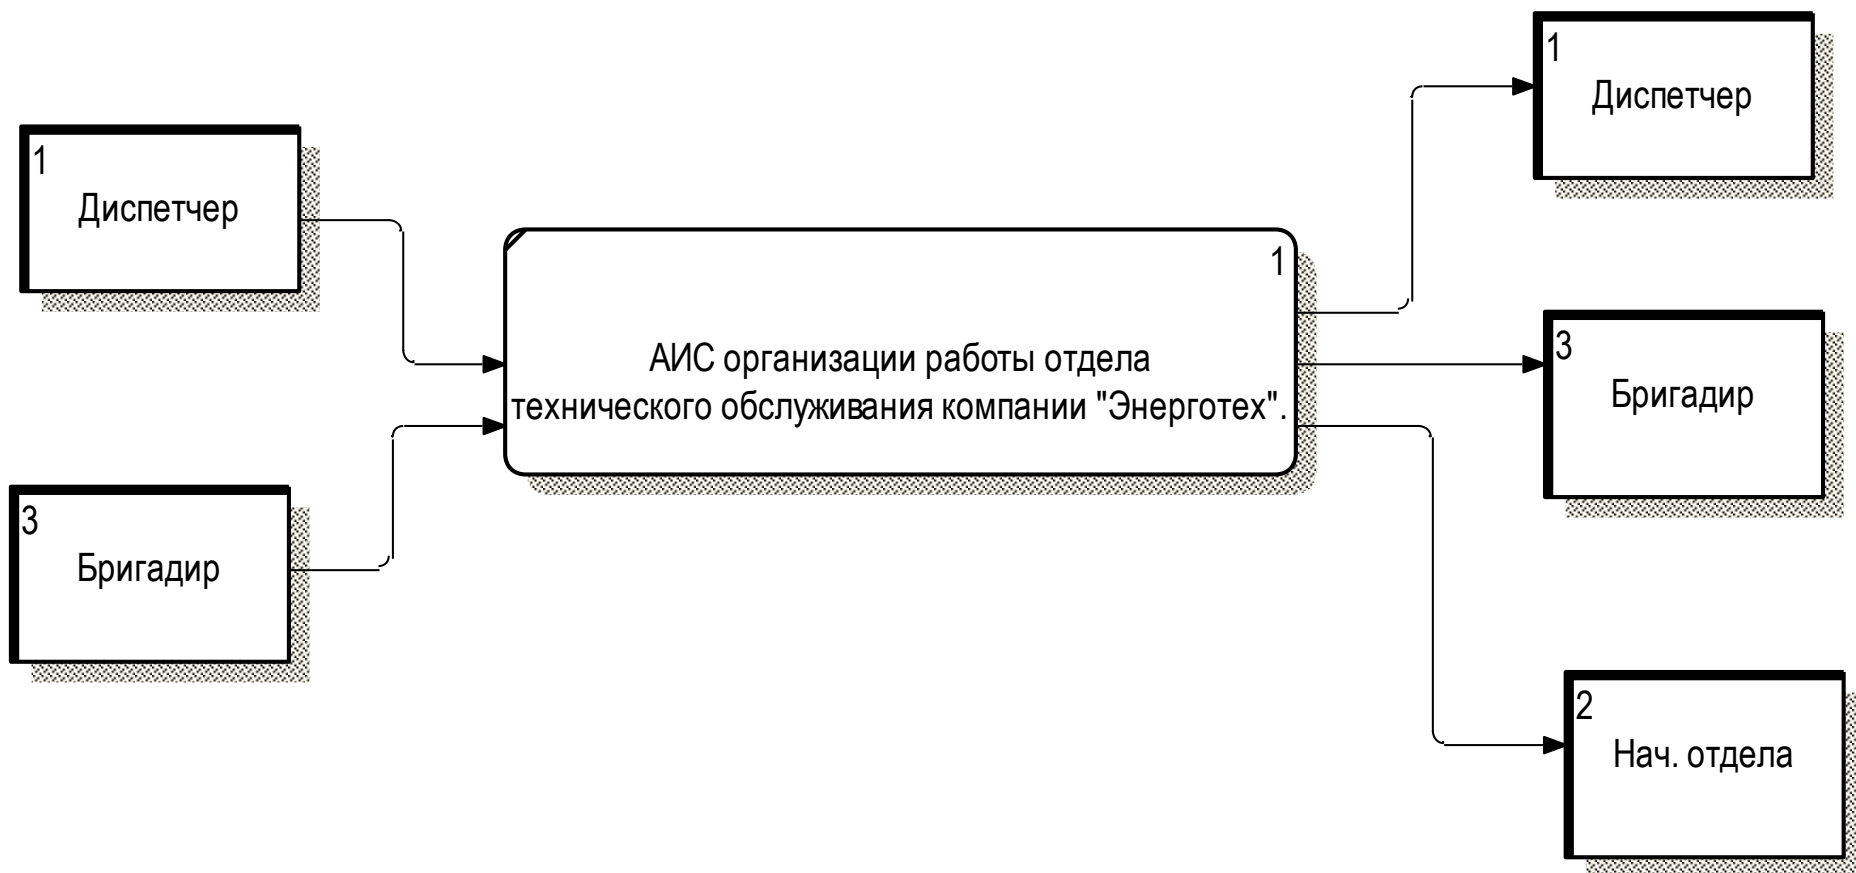 1
Диспетчер
3
Бригадир
1
АИС организации работы отдела
технического обслуживания компании "Энерготех".
1
Диспетчер
3
Бригадир
2
Нач. отдела